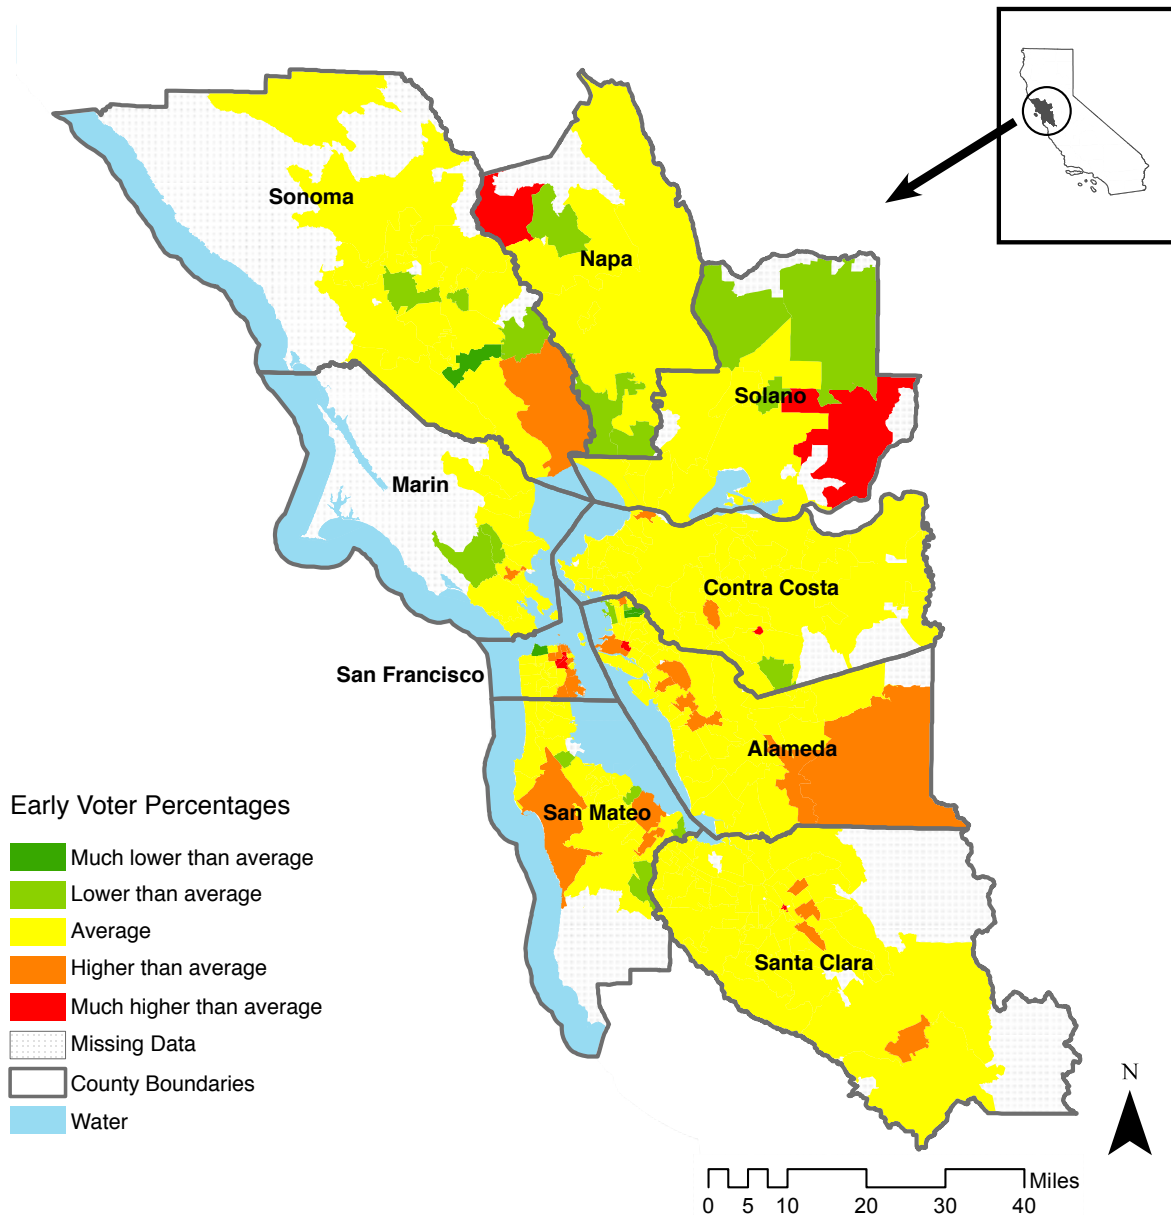 Sonoma
Napa
Solano
Marin
Contra Costa
San Francisco
Alameda
San Mateo
Santa Clara
Early Voter Percentages
Much lower than average
Lower than average
Average
Higher than average
Much higher than average
Missing Data
County Boundaries
Water
N
Miles
0 5 10 20 30 40